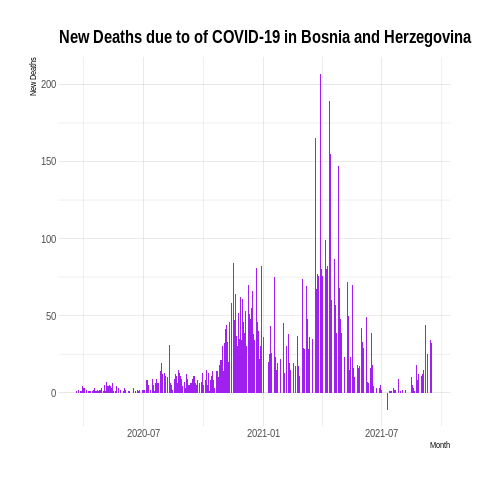 New Deaths due to of COVID-19 in Bosnia and Herzegovina
New Deaths
200
150
100
50
0
2020-07
2021-01
2021-07
Month